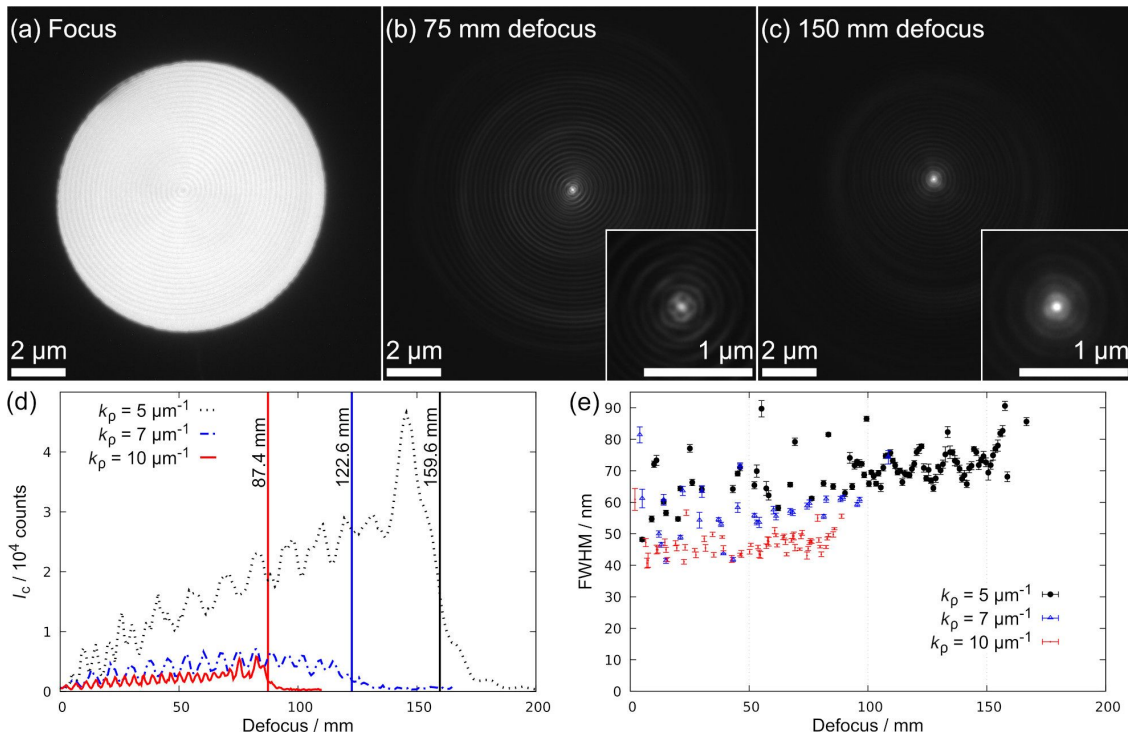 (a) Focus
(b) 75 mm defocus
(c) 150 mm defocus
2 µm
2 µm
1 µm
2 µm
1 µm
(d)
kρ = 5 µm⁻¹
kρ = 7 µm⁻¹
kρ = 10 µm⁻¹
87.4 mm
122.6 mm
159.6 mm
4
3
2
1
0
Ic / 10⁴ counts
0 50 100 150 200
Defocus / mm
(e)
90
80
70
60
50
40
30
20
10
0
FWHM / nm
kρ = 5 µm⁻¹
kρ = 7 µm⁻¹
kρ = 10 µm⁻¹
0 50 100 150 200
Defocus / mm